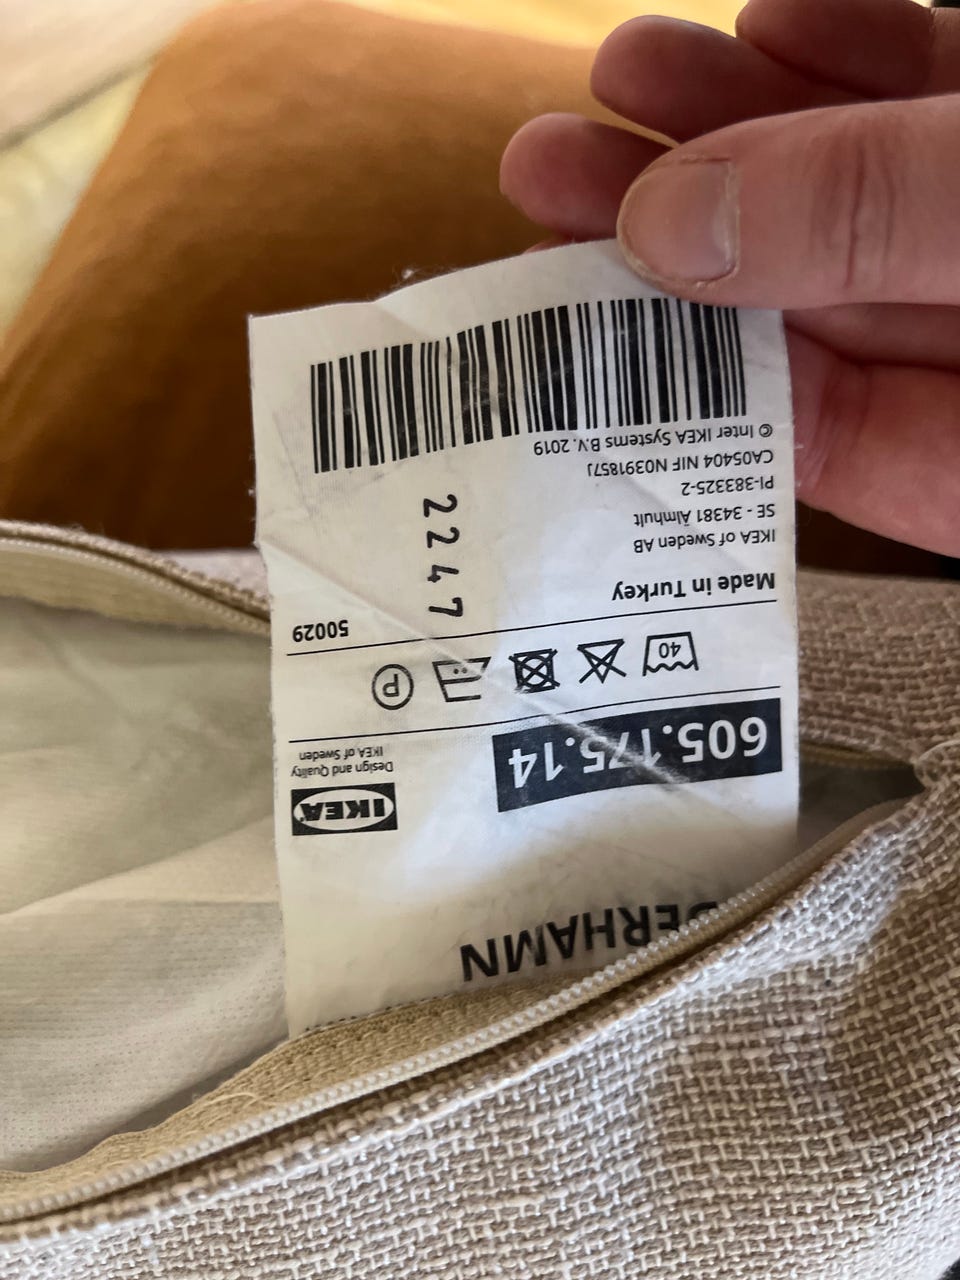 DERHAMN
IKEA
Design and Quality
IKEA of Sweden
605.175.14
40
P
50029
Made in Turkey
IKEA of Sweden AB
SE - 34381 Älmhult
PI-383325-2
CA05404 NIF N0391857J
© Inter IKEA Systems B.V. 2019
2247